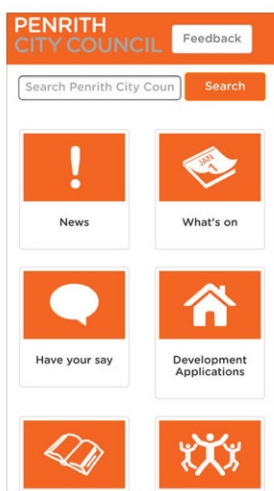 PENRITH
CITY COUNCIL
Feedback
Search Penrith City Coun
Search
JAN
1
News
What's on
Have your say
Development
Applications